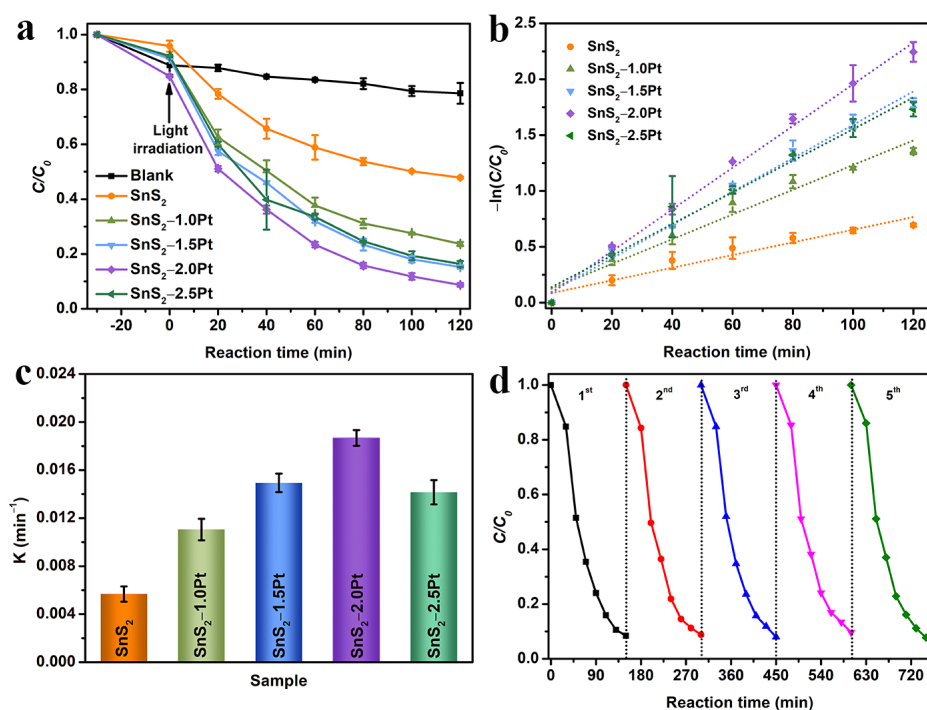 a
C/C0
1.0
0.8
0.6
0.4
0.2
0.0
Light
irradiation
Blank
SnS2
SnS2–1.0Pt
SnS2–1.5Pt
SnS2–2.0Pt
SnS2–2.5Pt
-20 0 20 40 60 80 100 120
Reaction time (min)
b
–ln(C/C0)
2.5
2.0
1.5
1.0
0.5
0.0
SnS2
SnS2–1.0Pt
SnS2–1.5Pt
SnS2–2.0Pt
SnS2–2.5Pt
0 20 40 60 80 100 120
Reaction time (min)
c
K (min–1)
0.024
0.020
0.016
0.012
0.008
0.004
0.000
SnS2
SnS2–1.0Pt
SnS2–1.5Pt
SnS2–2.0Pt
SnS2–2.5Pt
Sample
d
C/C0
1.0
0.8
0.6
0.4
0.2
0.0
1st 2nd 3rd 4th 5th
0 90 180 270 360 450 540 630 720
Reaction time (min)